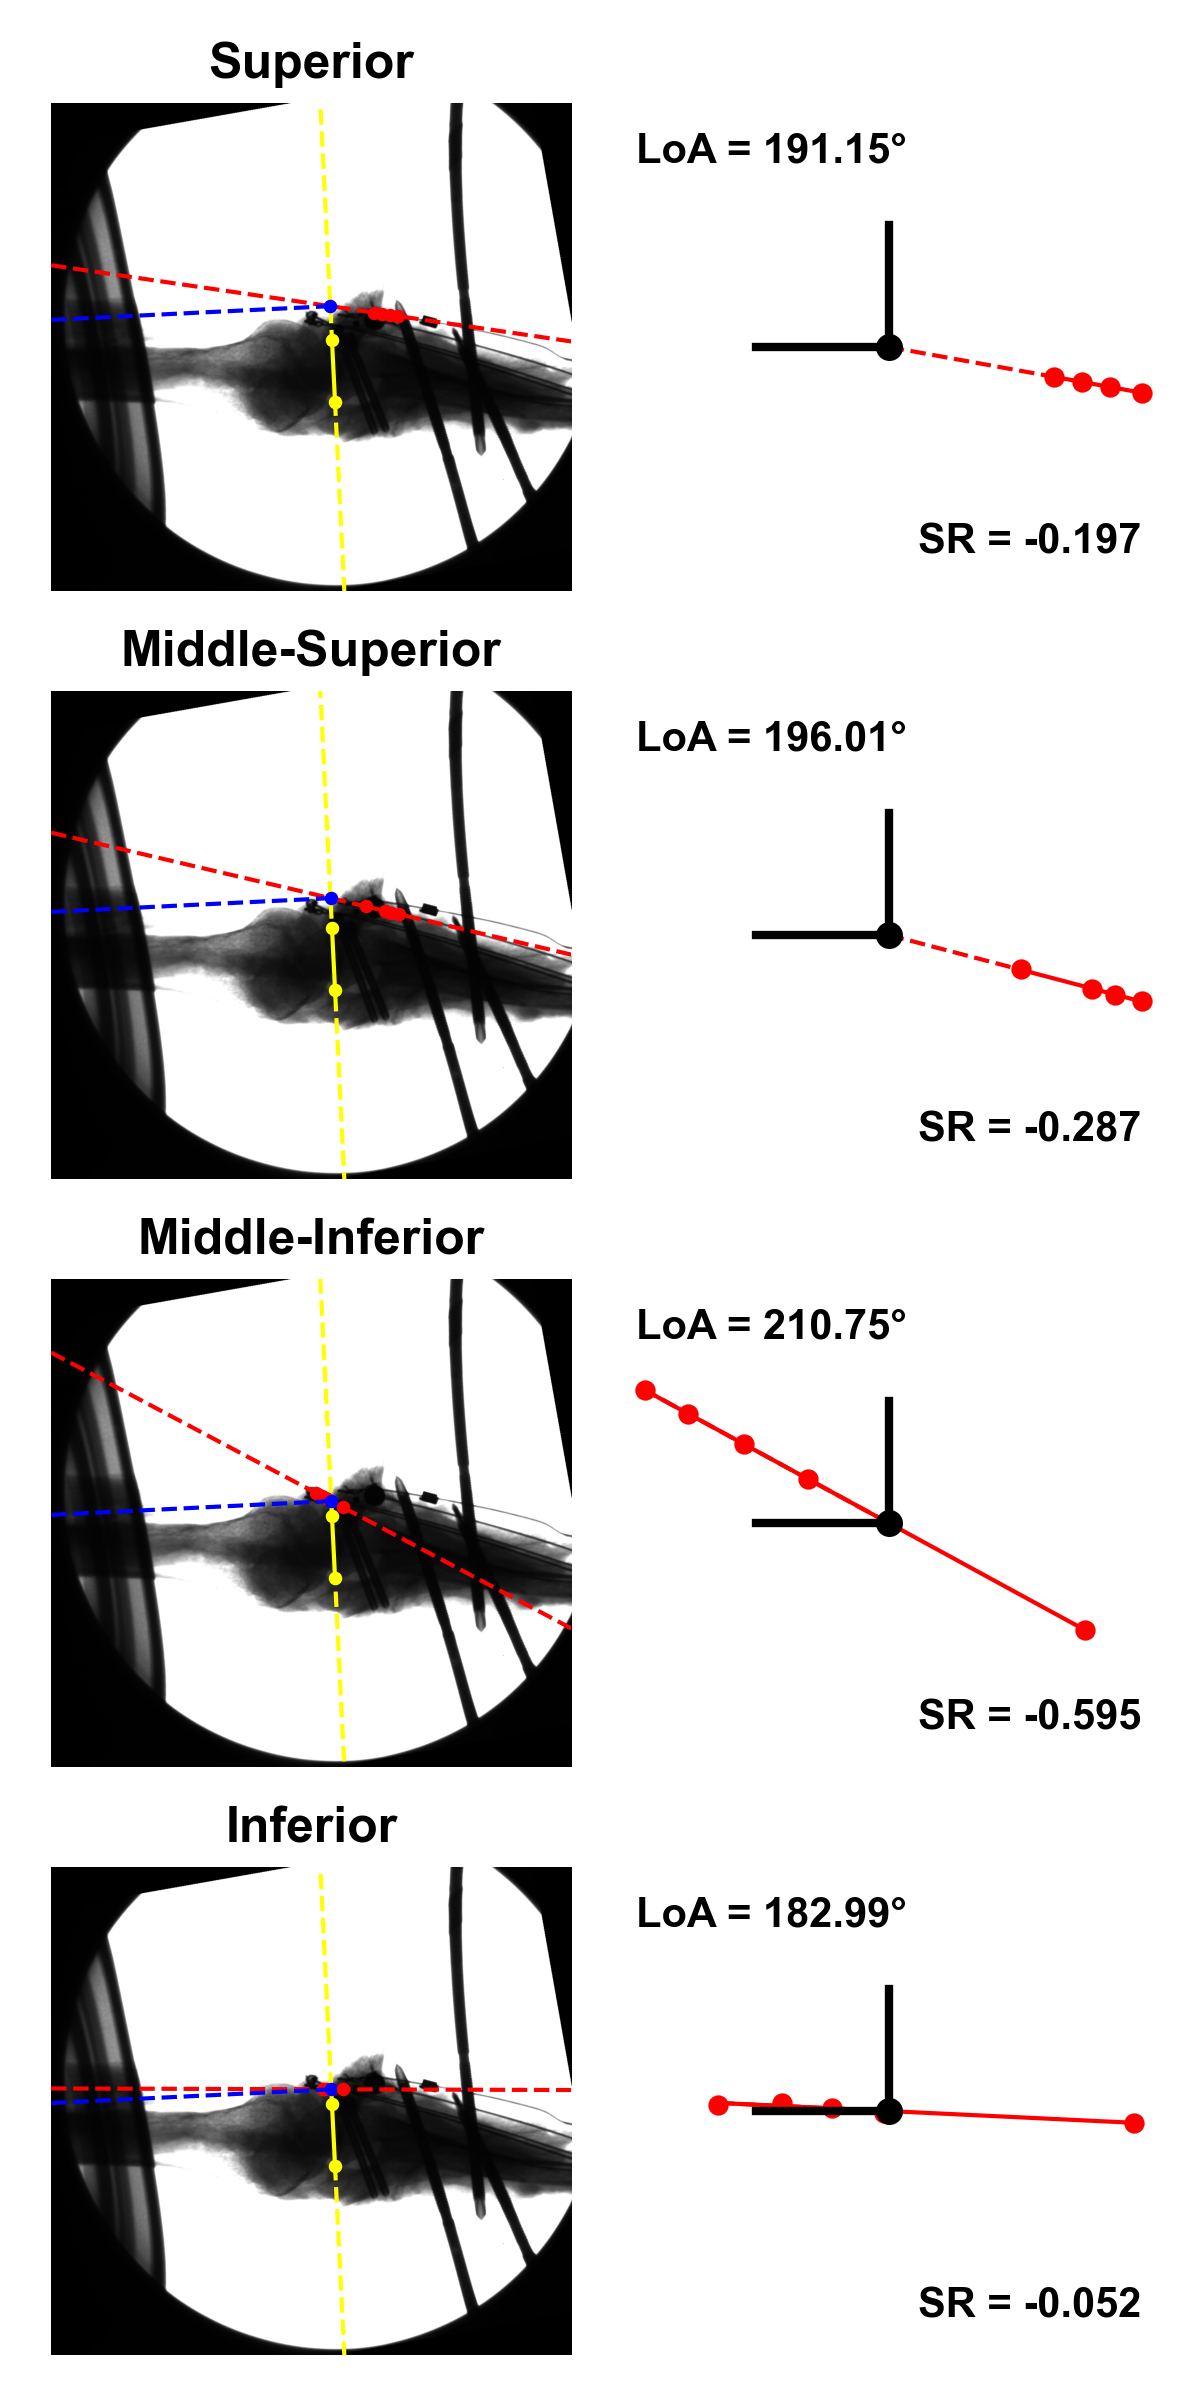 Superior
LoA = 191.15°
SR = -0.197
Middle-Superior
LoA = 196.01°
SR = -0.287
Middle-Inferior
LoA = 210.75°
SR = -0.595
Inferior
LoA = 182.99°
SR = -0.052